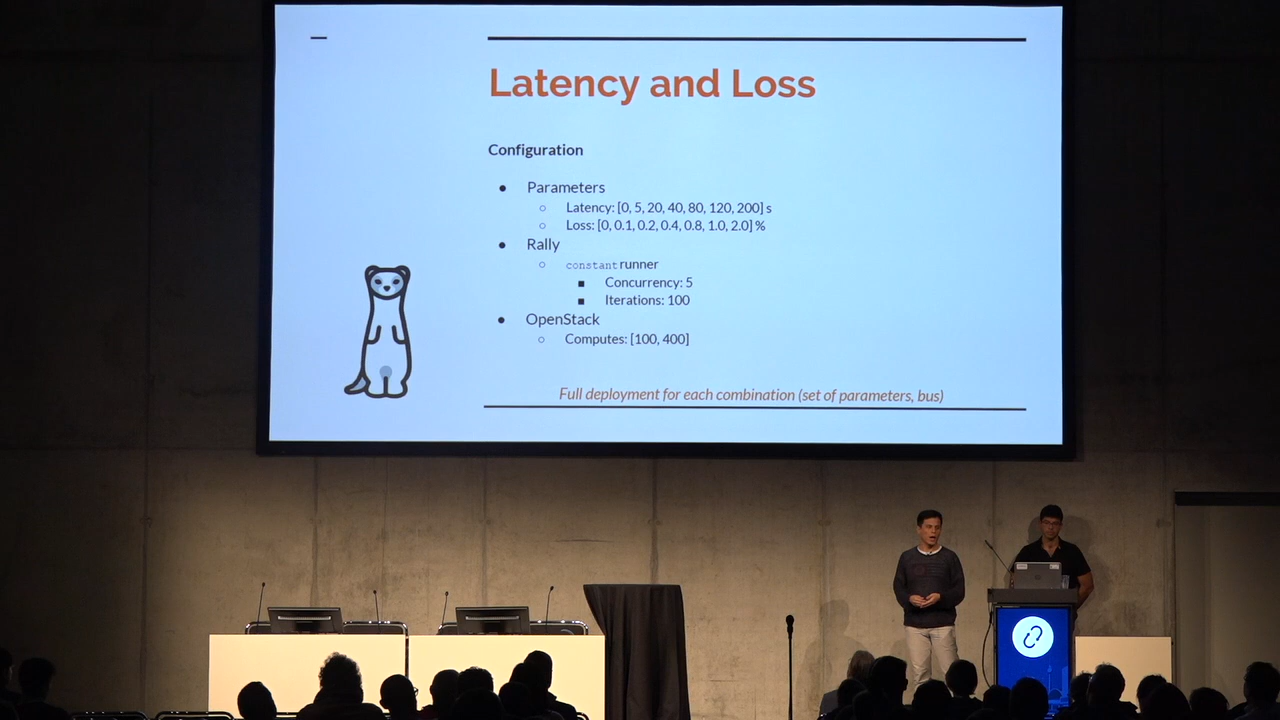 Latency and Loss
Configuration
● Parameters
○ Latency: [0, 5, 20, 40, 80, 120, 200] s
○ Loss: [0, 0.1, 0.2, 0.4, 0.8, 1.0, 2.0] %
● Rally
○ constant runner
■ Concurrency: 5
■ Iterations: 100
● OpenStack
○ Computes: [100, 400]
Full deployment for each combination (set of parameters, bus)